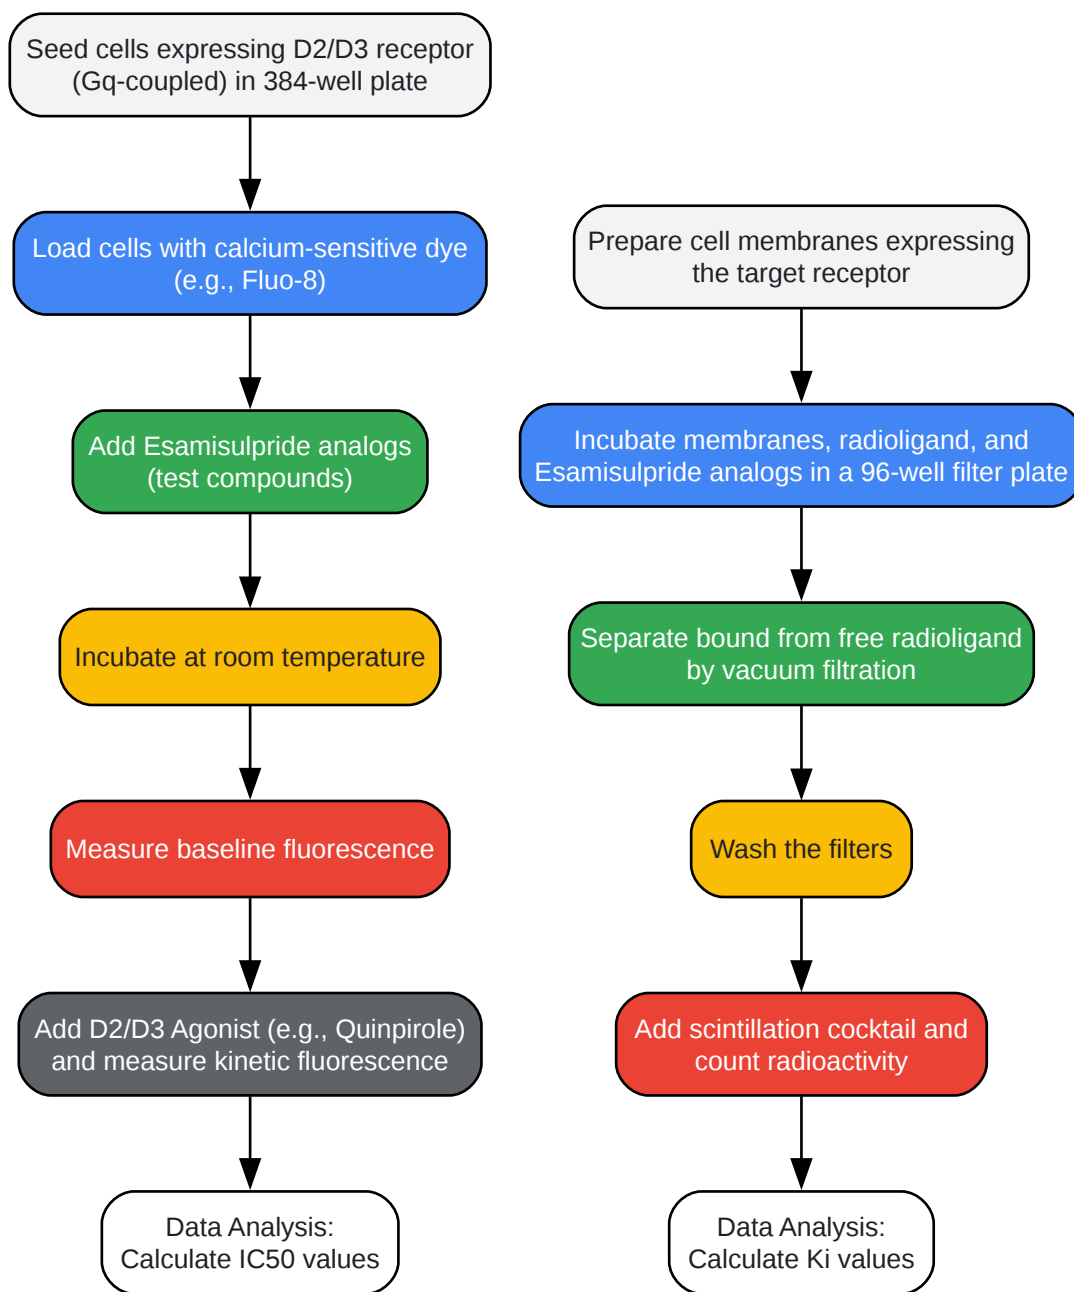 Seed cells expressing D2/D3 receptor
(Gq-coupled) in 384-well plate
Load cells with calcium-sensitive dye
(e.g., Fluo-8)
Add Esamisulpride analogs
(test compounds)
Incubate at room temperature
Measure baseline fluorescence
Add D2/D3 Agonist (e.g., Quinpirole)
and measure kinetic fluorescence
Data Analysis:
Calculate IC50 values
Prepare cell membranes expressing
the target receptor
Incubate membranes, radioligand, and
Esamisulpride analogs in a 96-well filter plate
Separate bound from free radioligand
by vacuum filtration
Wash the filters
Add scintillation cocktail and
count radioactivity
Data Analysis:
Calculate Ki values